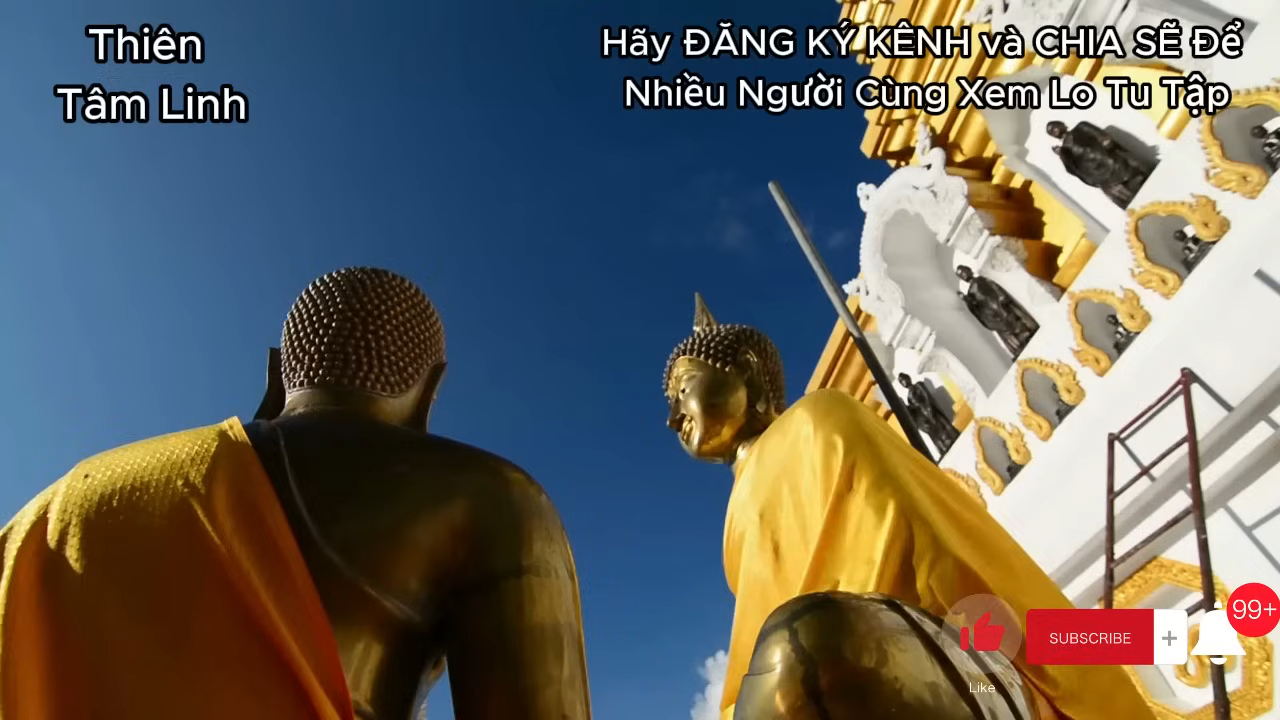 Thiên
Tâm Linh
Hãy ĐĂNG KÝ KÊNH và CHIA SẼ Để
Nhiều Người Cùng Xem Lo Tu Tập
99+
SUBSCRIBE +
Like